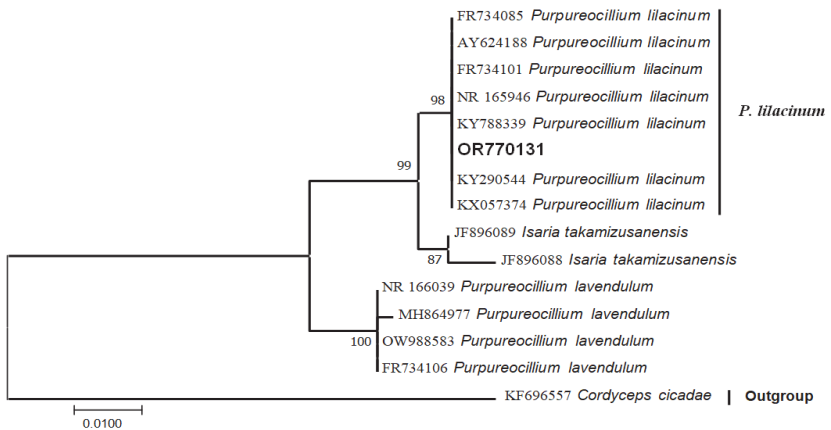 FR734085 Purpureocillium lilacinum
AY624188 Purpureocillium lilacinum
FR734101 Purpureocillium lilacinum
98
NR 165946 Purpureocillium lilacinum
P. lilacinum
KY788339 Purpureocillium lilacinum
OR770131
99
KY290544 Purpureocillium lilacinum
KX057374 Purpureocillium lilacinum
JF896089 Isaria takamizusanensis
87
JF896088 Isaria takamizusanensis
NR 166039 Purpureocillium lavendulum
MH864977 Purpureocillium lavendulum
100
OW988583 Purpureocillium lavendulum
FR734106 Purpureocillium lavendulum
KF696557 Cordyceps cicadae
Outgroup
0.0100